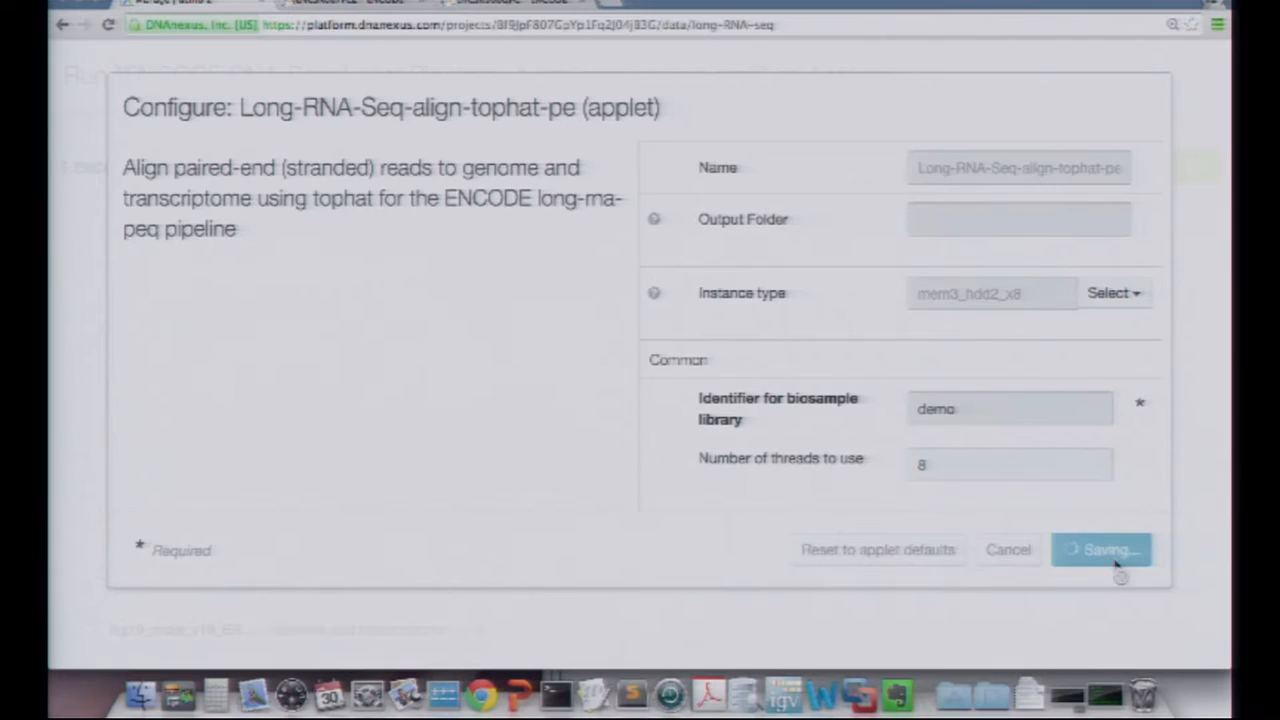 DNAnexus, Inc. [US] https://platform.dnanexus.com/projects/
/data/long-RNA-seq
Configure: Long-RNA-Seq-align-tophat-pe (applet)
Align paired-end (stranded) reads to genome and
transcriptome using tophat for the ENCODE long-rna-
peq pipeline
Name
Long-RNA-Seq-align-tophat-pe
Output Folder
Instance type
mem3_hdd2_x8
Select
Common
Identifier for biosample
library
demo
*
Number of threads to use
8
* Required
Reset to applet defaults
Cancel
Saving...
30
igv